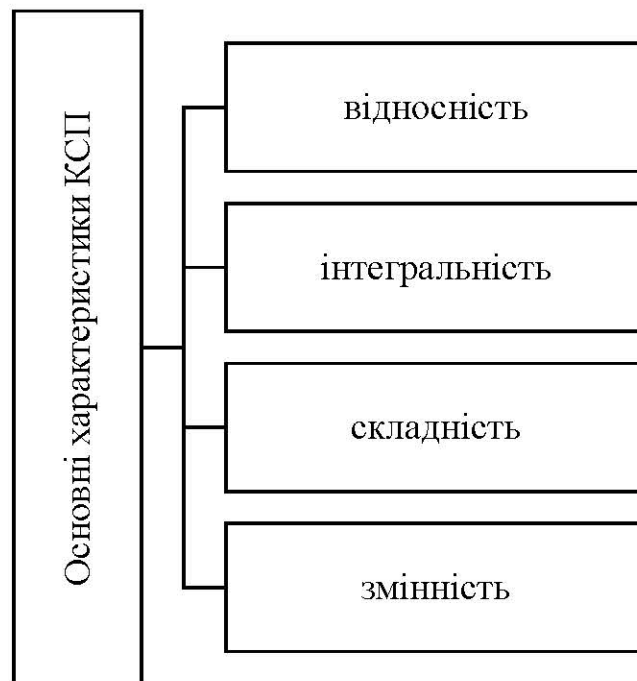 Основні характеристики КСП
відносність
інтегральність
складність
змінність